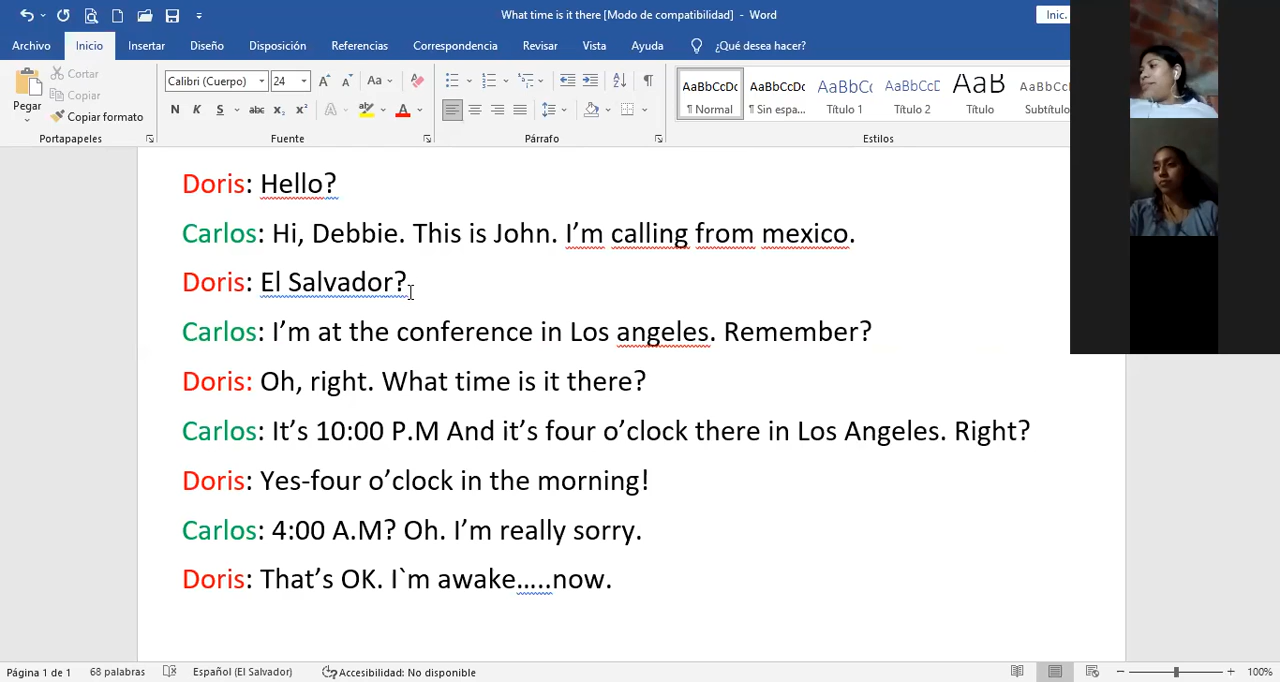 What time is it there [Modo de compatibilidad] - Word
Inic.
Archivo Inicio Insertar Diseño Disposición Referencias Correspondencia Revisar Vista Ayuda ¿Qué desea hacer?
Pegar
Cortar
Copiar
Copiar formato
Portapapeles
Calibri (Cuerpo) 24
N K S abc x₂ x²
Fuente
Párrafo
AaBbCcDc AaBbCcDc AaBbC AaBbCcD AaB AaBbCcD
¶ Normal ¶ Sin espa... Título 1 Título 2 Título Subtítulo
Estilos
Doris: Hello?
Carlos: Hi, Debbie. This is John. I’m calling from mexico.
Doris: El Salvador?
Carlos: I’m at the conference in Los angeles. Remember?
Doris: Oh, right. What time is it there?
Carlos: It’s 10:00 P.M And it’s four o’clock there in Los Angeles. Right?
Doris: Yes-four o’clock in the morning!
Carlos: 4:00 A.M? Oh. I’m really sorry.
Doris: That’s OK. I`m awake…..now.
Página 1 de 1 68 palabras Español (El Salvador) Accesibilidad: No disponible 100%